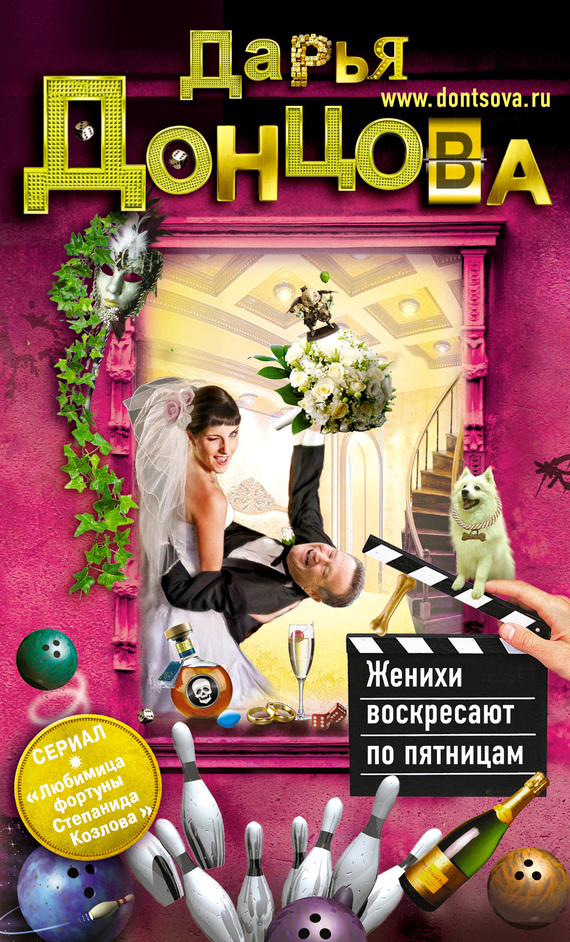 Дарья
www.dontsova.ru
Донцова
Женихи
воскресают
по пятницам
СЕРИАЛ
«Любимица
фортуны
Степанида
Козлова»